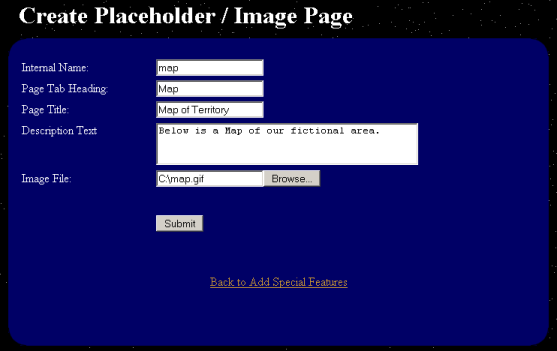 Create Placeholder / Image Page
Internal Name: map
Page Tab Heading: Map
Page Title: Map of Territory
Description Text Below is a Map of our fictional area.
Image File: C:\map.gif Browse...
Submit
Back to Add Special Features